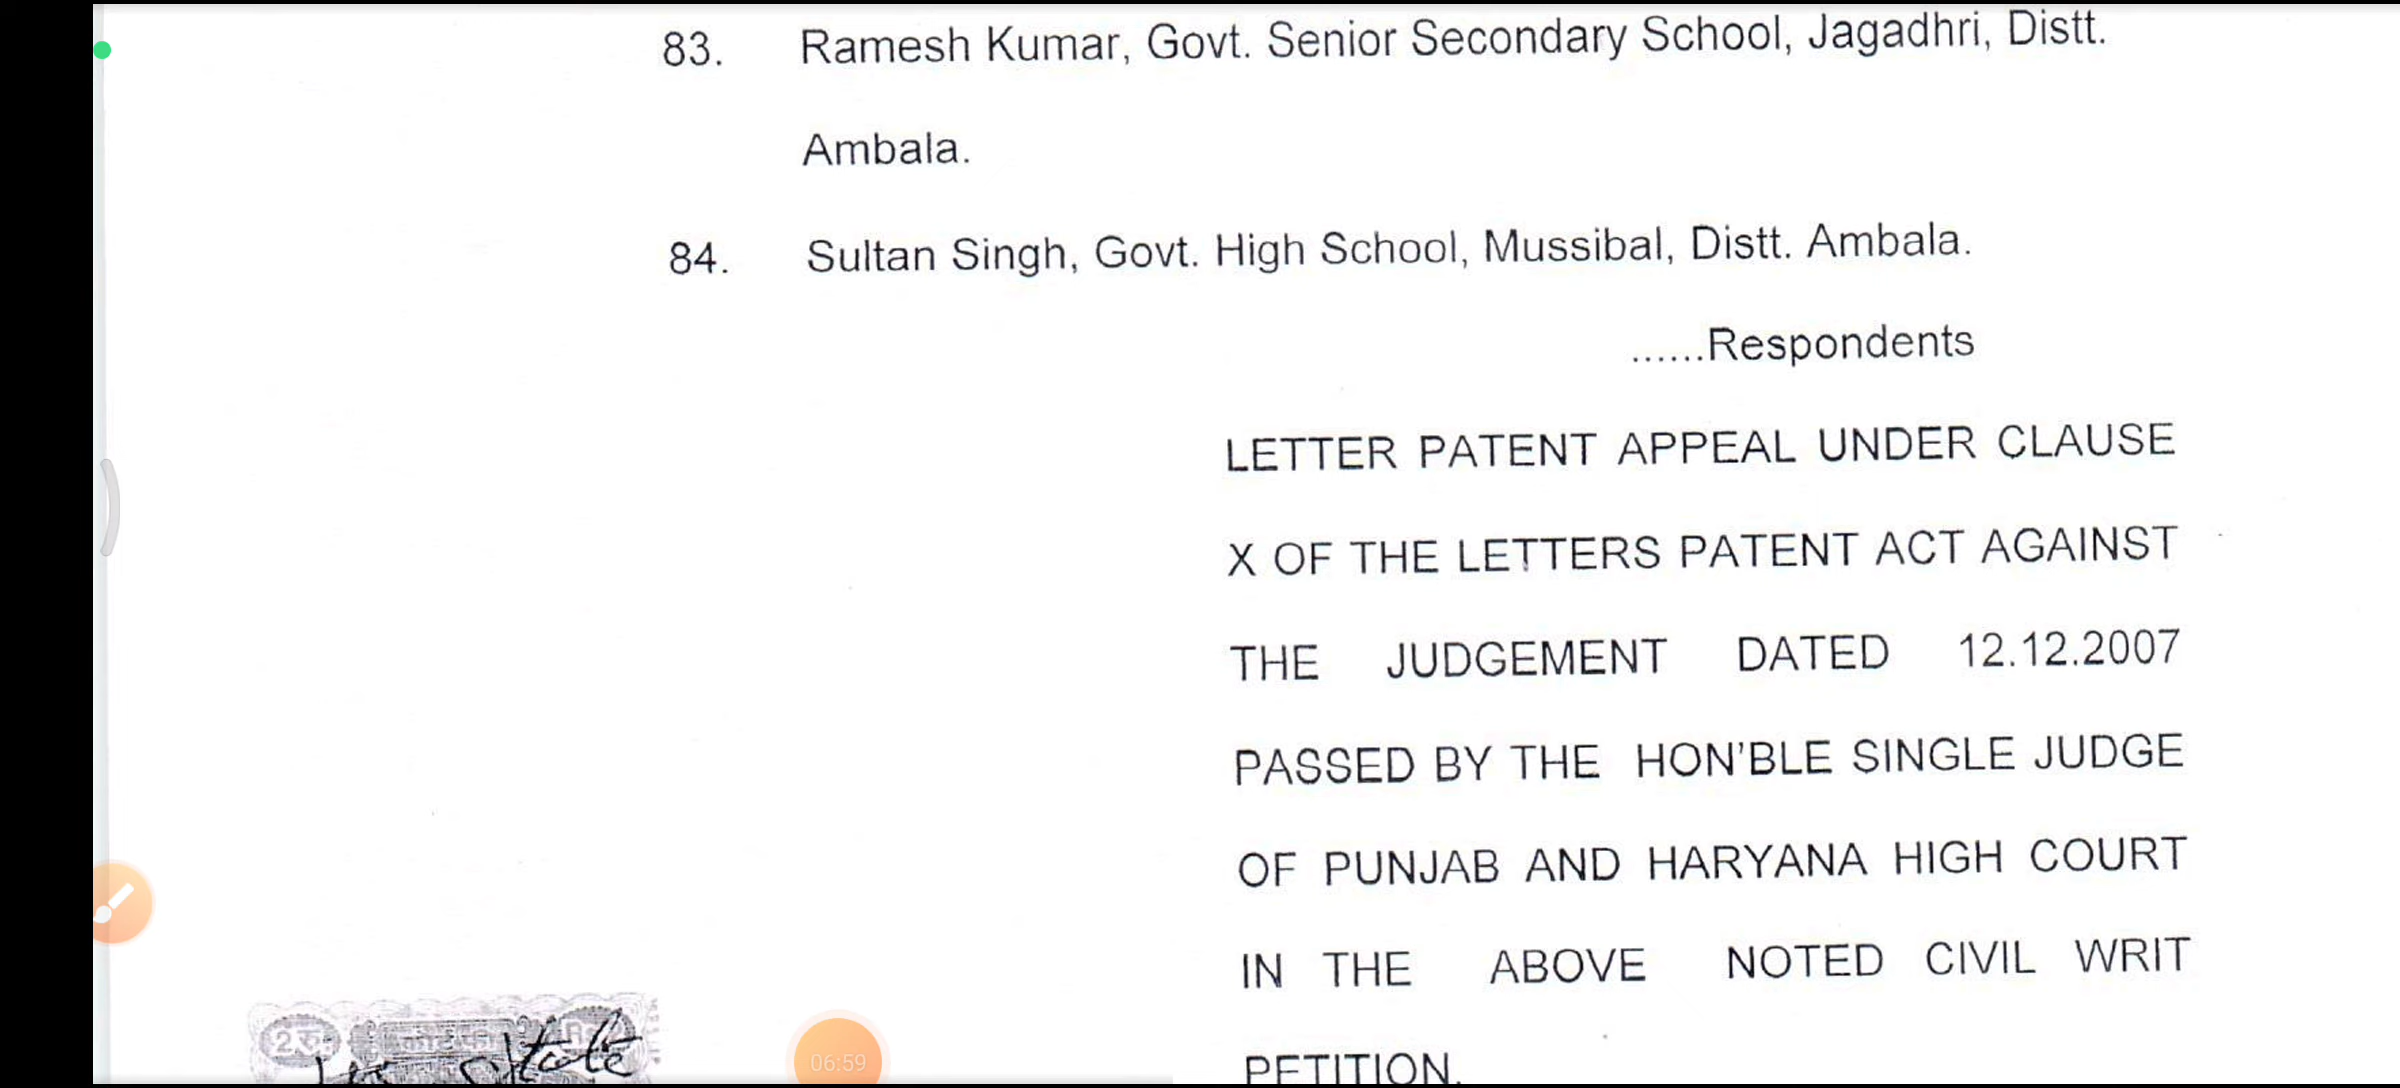 83. Ramesh Kumar, Govt. Senior Secondary School, Jagadhri, Distt.
Ambala.
84. Sultan Singh, Govt. High School, Mussibal, Distt. Ambala.
......Respondents
LETTER PATENT APPEAL UNDER CLAUSE
X OF THE LETTERS PATENT ACT AGAINST
THE JUDGEMENT DATED 12.12.2007
PASSED BY THE HON'BLE SINGLE JUDGE
OF PUNJAB AND HARYANA HIGH COURT
IN THE ABOVE NOTED CIVIL WRIT
PETITION.
2रु.
State
06:59